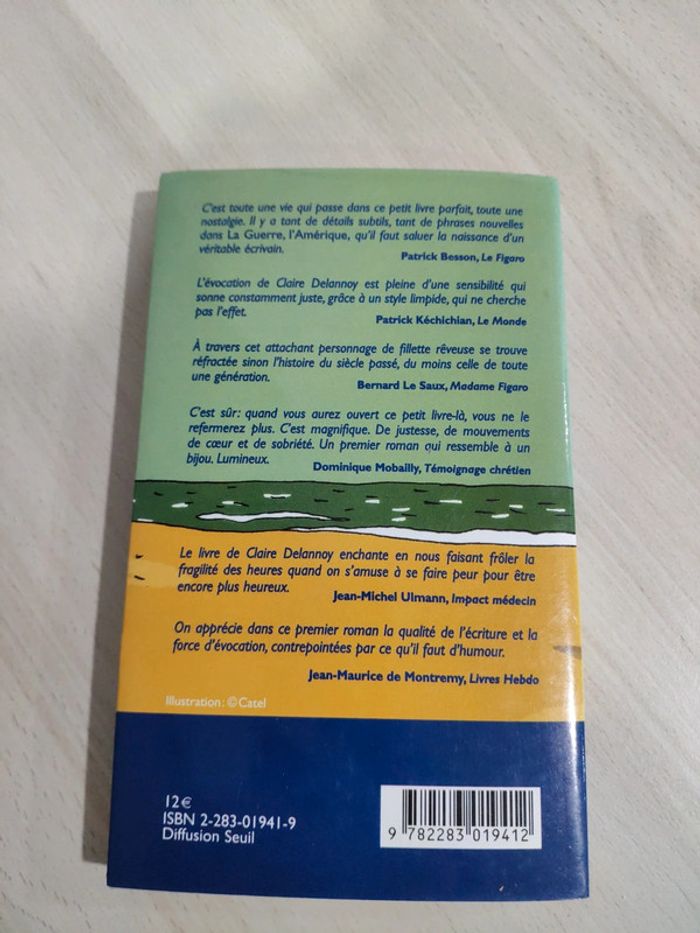 C'est toute une vie qui passe dans ce petit livre parfait, toute une
nostalgie. Il y a tant de détails subtils, tant de phrases nouvelles
dans La Guerre, l'Amérique, qu'il faut saluer la naissance d'un
véritable écrivain.
Patrick Besson, Le Figaro
L'évocation de Claire Delannoy est pleine d'une sensibilité qui
sonne constamment juste, grâce à un style limpide, qui ne cherche
pas l'effet.
Patrick Kéchichian, Le Monde
À travers cet attachant personnage de fillette rêveuse se trouve
réfractée sinon l'histoire du siècle passé, du moins celle de toute
une génération.
Bernard Le Saux, Madame Figaro
C'est sûr: quand vous aurez ouvert ce petit livre-là, vous ne le
refermerez plus. C'est magnifique. De justesse, de mouvements
de cœur et de sobriété. Un premier roman qui ressemble à un
bijou. Lumineux.
Dominique Mobailly, Témoignage chrétien
Le livre de Claire Delannoy enchante en nous faisant frôler la
fragilité des heures quand on s'amuse à se faire peur pour être
encore plus heureux.
Jean-Michel Ulmann, Impact médecin
On apprécie dans ce premier roman la qualité de l'écriture et la
force d'évocation, contrepointées par ce qu'il faut d'humour.
Jean-Maurice de Montremy, Livres Hebdo
Illustration: © Catel
12€
ISBN 2-283-01941-9
Diffusion Seuil
9 782283 019412